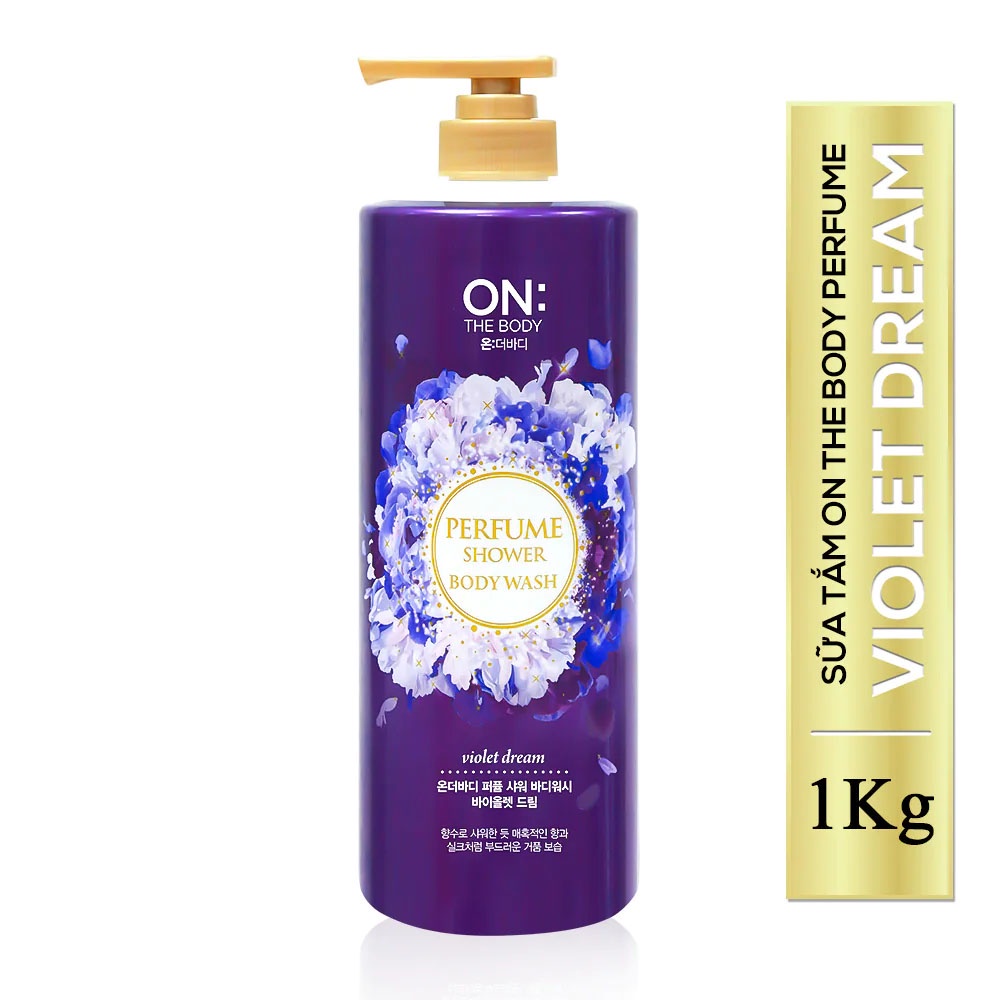 ON:
THE BODY
온:더바디
PERFUME
SHOWER
BODY WASH
violet dream
온더바디 퍼퓸 샤워 바디워시
바이올렛 드림
향수로 샤워한 듯 매혹적인 향과
실크처럼 부드러운 거품 보습
SỮA TẮM ON THE BODY PERFUME
VIOLET DREAM
1Kg